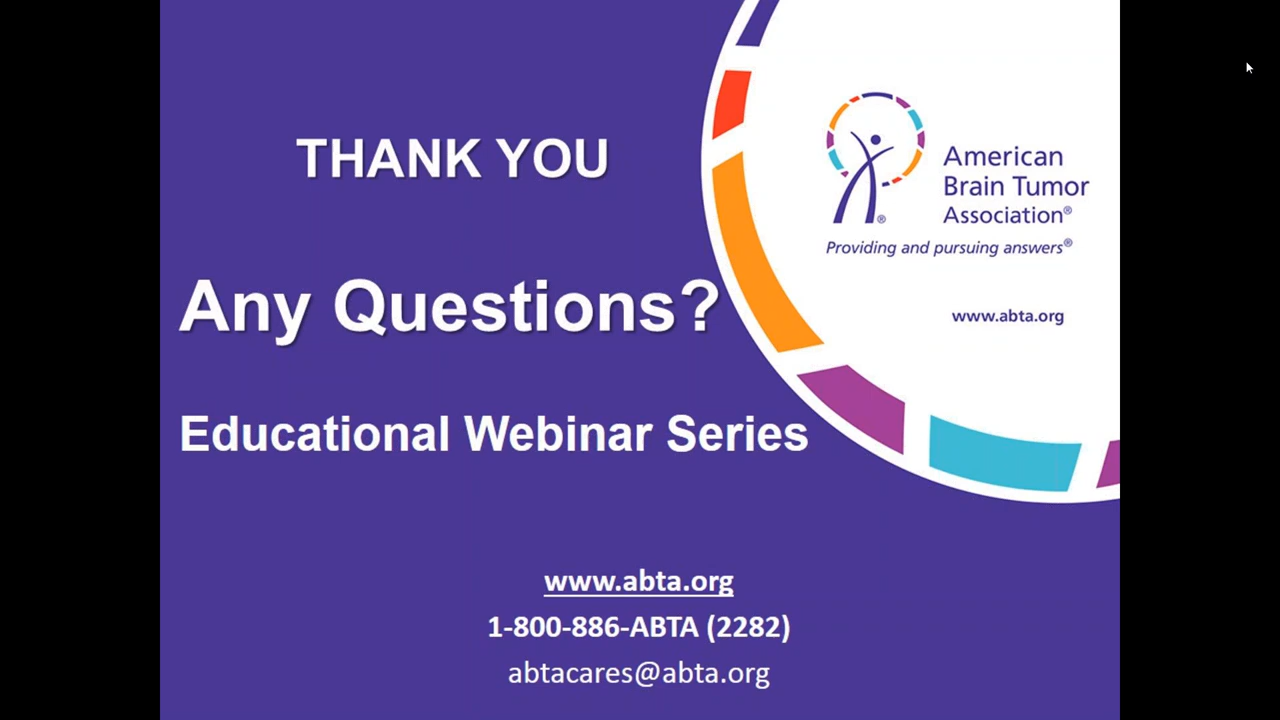 THANK YOU
Any Questions?
Educational Webinar Series
American
Brain Tumor
Association®
®
Providing and pursuing answers®
www.abta.org
www.abta.org
1-800-886-ABTA (2282)
abtacares@abta.org